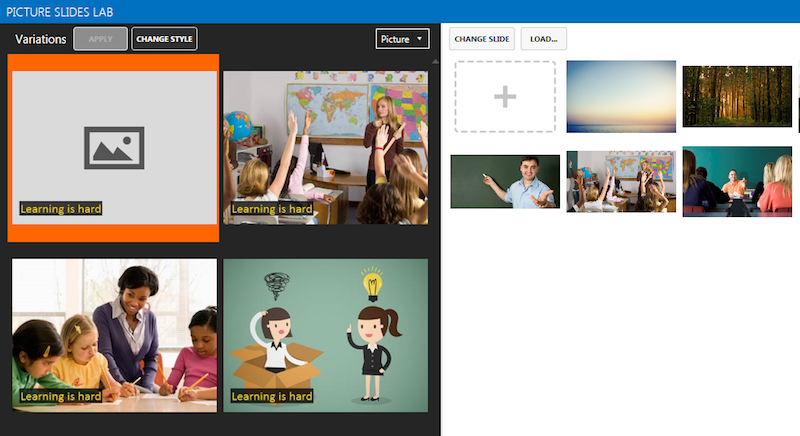 PICTURE SLIDES LAB
Variations
APPLY
CHANGE STYLE
Picture
CHANGE SLIDE
LOAD...
Learning is hard
Learning is hard
Learning is hard
Learning is hard